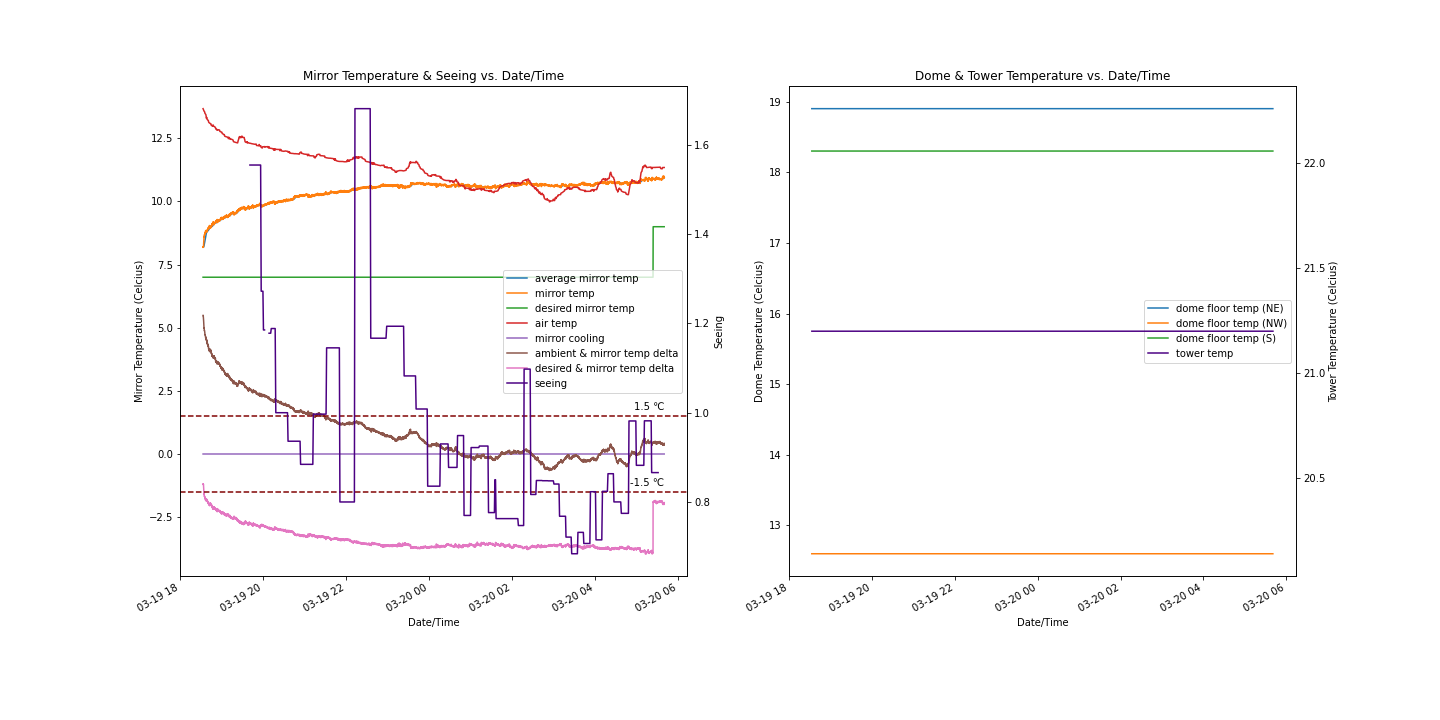 Mirror Temperature & Seeing vs. Date/Time
Mirror Temperature (Celcius)
12.5
10.0
7.5
5.0
2.5
0.0
−2.5
1.6
1.4
1.2
1.0
0.8
Seeing
average mirror temp
mirror temp
desired mirror temp
air temp
mirror cooling
ambient & mirror temp delta
desired & mirror temp delta
seeing
1.5 ℃
-1.5 ℃
03-19 18
03-19 20
03-19 22
03-20 00
03-20 02
03-20 04
03-20 06
Date/Time
Dome & Tower Temperature vs. Date/Time
Dome Temperature (Celcius)
19
18
17
16
15
14
13
22.0
21.5
21.0
20.5
Tower Temperature (Celcius)
dome floor temp (NE)
dome floor temp (NW)
dome floor temp (S)
tower temp
03-19 18
03-19 20
03-19 22
03-20 00
03-20 02
03-20 04
03-20 06
Date/Time